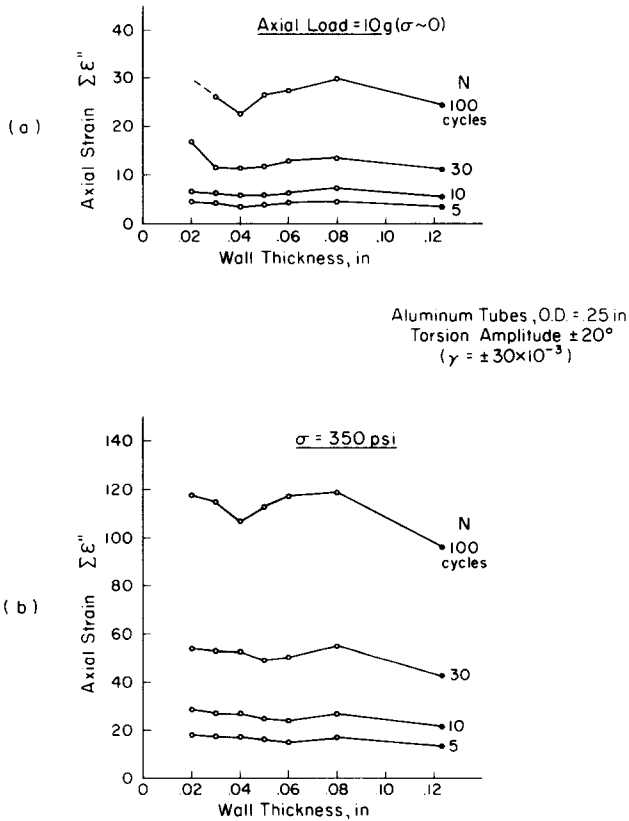 Axial Load = 10g (σ~0)
(a)
Axial Strain Σε"
40
30
20
10
0
N
100
cycles
30
10
5
0 .02 .04 .06 .08 .10 .12
Wall Thickness, in
Aluminum Tubes, O.D. = .25 in
Torsion Amplitude ±20°
(γ = ±30×10⁻³)
(b)
σ = 350 psi
Axial Strain Σε"
140
120
100
80
60
40
20
0
N
100
cycles
30
10
5
0 .02 .04 .06 .08 .10 .12
Wall Thickness, in